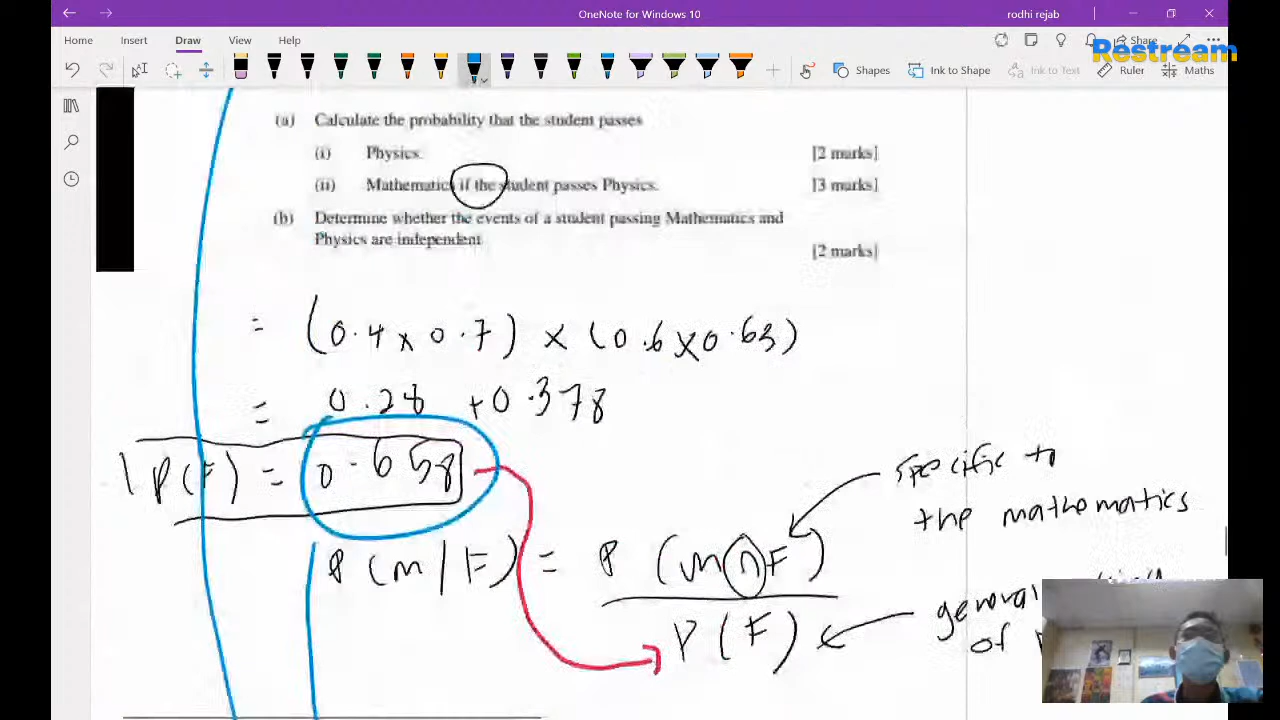 OneNote for Windows 10
rodhi rejab
Home Insert Draw View Help
Share
Restream
Shapes Ink to Shape Ink to Text Ruler Maths
(a) Calculate the probability that the student passes
(i) Physics. [2 marks]
(ii) Mathematics if the student passes Physics. [3 marks]
(b) Determine whether the events of a student passing Mathematics and
Physics are independent
[2 marks]
= (0.4 x 0.7) x (0.6 x 0.63)
= 0.28 + 0.378
P(F) = 0.658
specific to
the mathematics
P(m/F) = P(m∩F)
P(F)
general
of